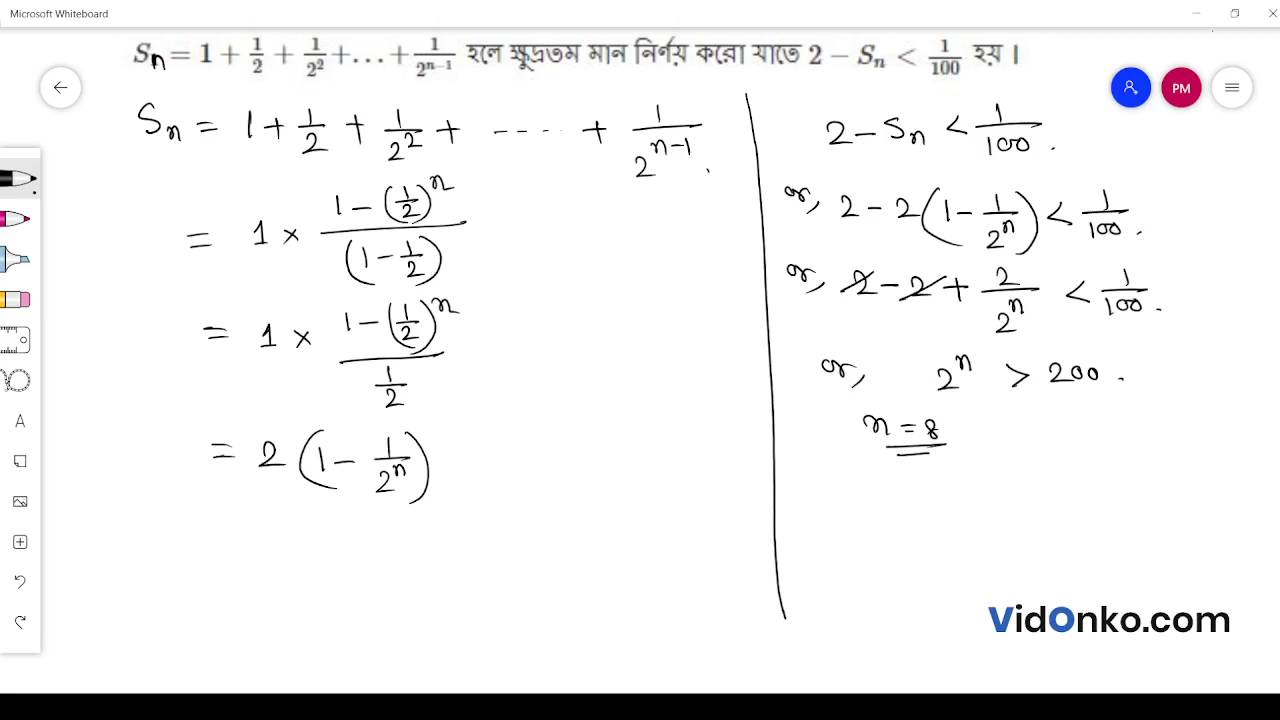 Microsoft Whiteboard
Sn = 1 + 1/2 + 1/2² + ... + 1/2ⁿ⁻¹ হলে ক্ষুদ্রতম মান নির্ণয় করো যাতে 2 − Sₙ < 1/100 হয়।
PM
Sn = 1 + 1/2 + 1/2² + ---- + 1/2ⁿ⁻¹.
= 1 × (1 − (1/2)ⁿ)/(1 − 1/2)
= 1 × (1 − (1/2)ⁿ)/(1/2)
= 2(1 − 1/2ⁿ)
2 − Sn < 1/100.
or, 2 − 2(1 − 1/2ⁿ) < 1/100.
or, 2 − 2 + 2/2ⁿ < 1/100.
or, 2ⁿ > 200.
n = 8
A
VidOnko.com